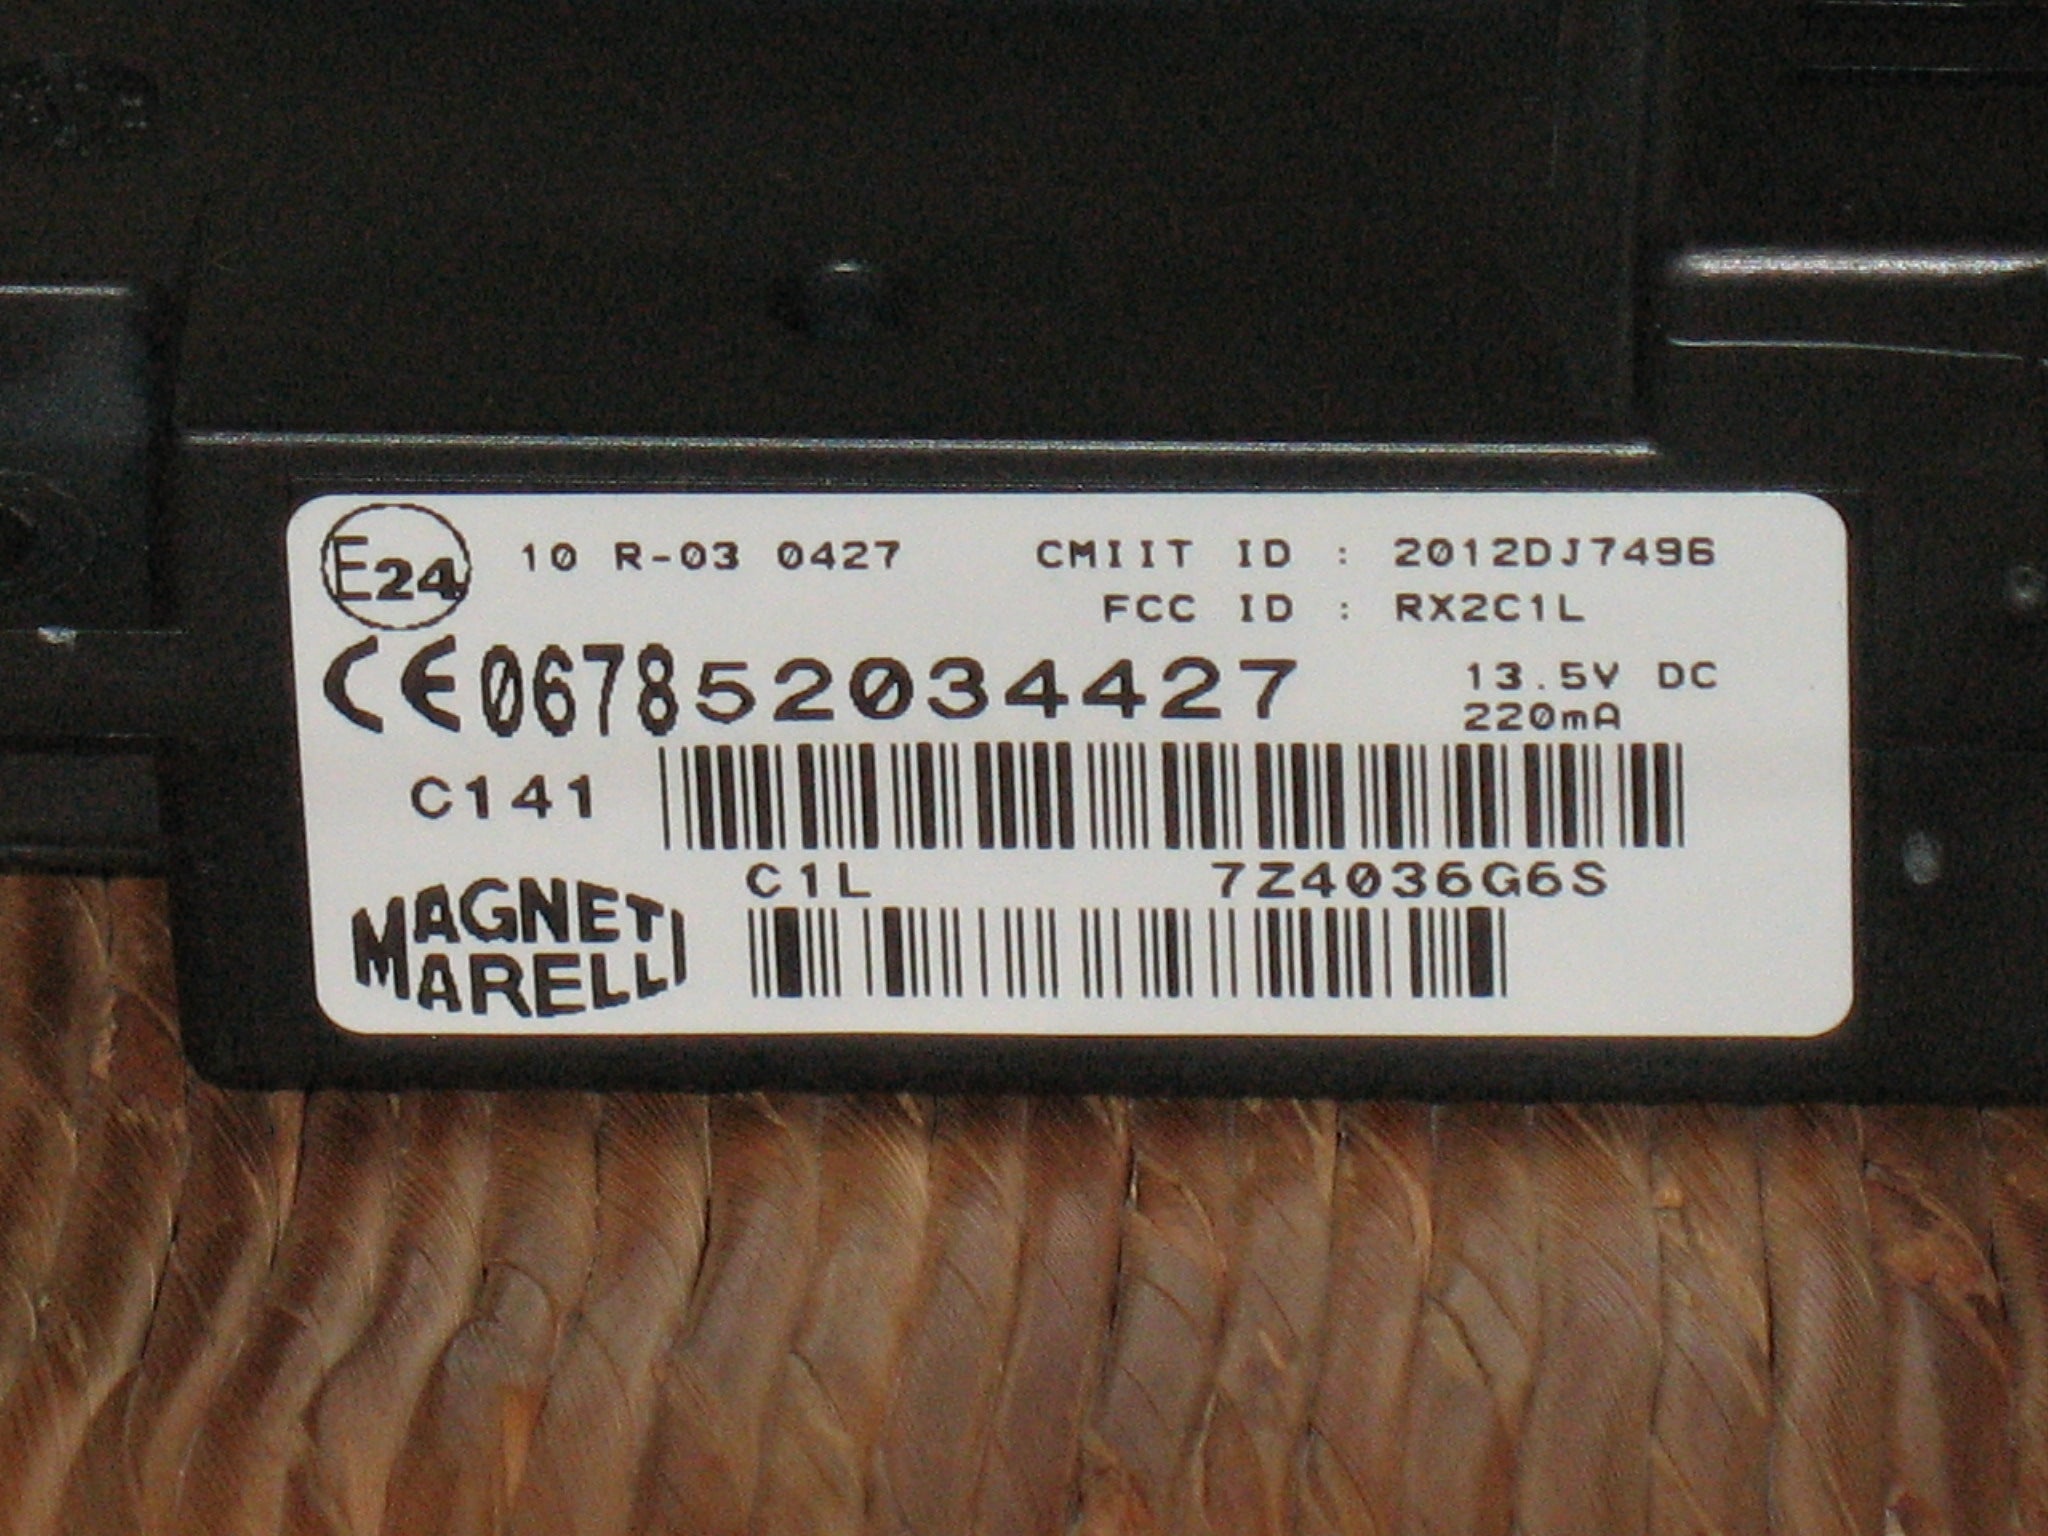 E24 10 R-03 0427 CMIIT ID : 2012DJ7496
FCC ID : RX2C1L
CE0678 52034427 13.5V DC
220mA
C141
C1L 7Z4036G6S
MAGNETI
MARELLI